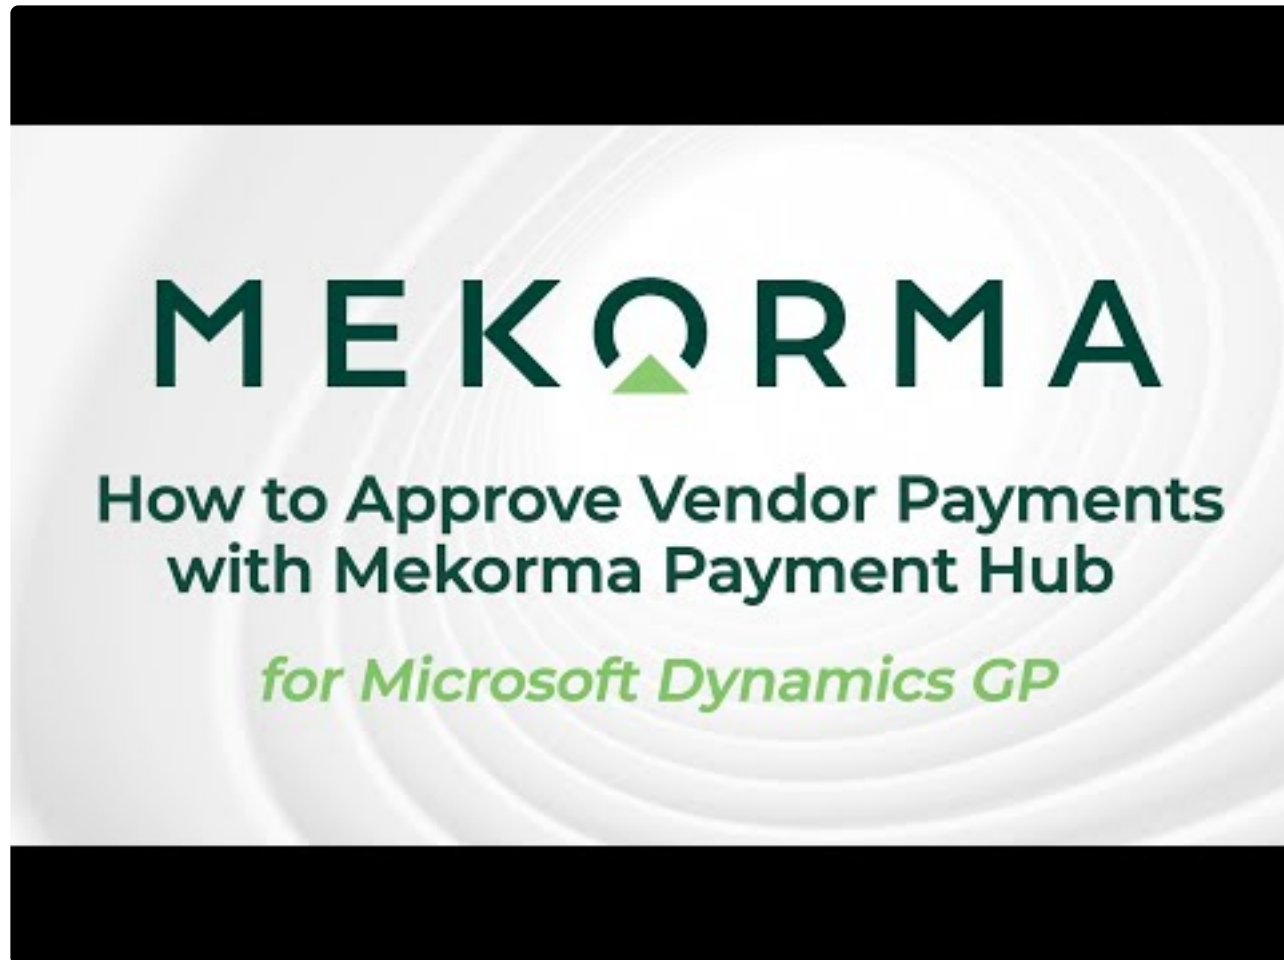 MEKORMA
How to Approve Vendor Payments
with Mekorma Payment Hub
for Microsoft Dynamics GP